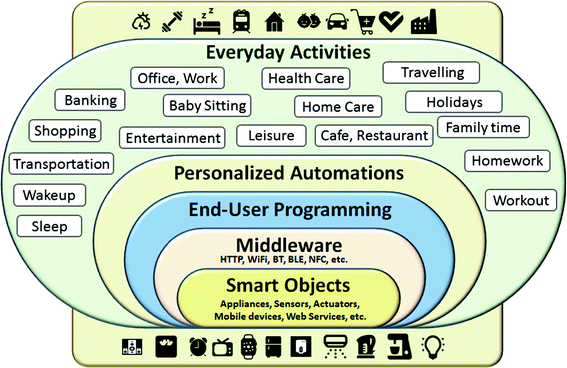 z z z
Everyday Activities
Office, Work
Health Care
Travelling
Banking
Baby Sitting
Home Care
Holidays
Shopping
Entertainment
Leisure
Cafe, Restaurant
Family time
Transportation
Personalized Automations
Homework
Wakeup
End-User Programming
Workout
Sleep
Middleware
HTTP, WiFi, BT, BLE, NFC, etc.
Smart Objects
Appliances, Sensors, Actuators,
Mobile devices, Web Services, etc.